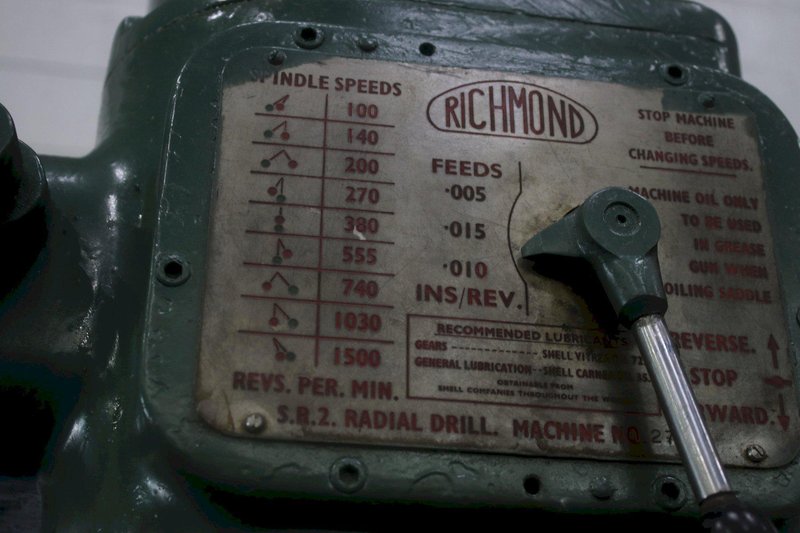 SPINDLE SPEEDS
100
140
200
270
380
555
740
1030
1500
REVS. PER. MIN.
RICHMOND
FEEDS
·005
·015
·010
INS/REV.
STOP MACHINE
BEFORE
CHANGING SPEEDS.
MACHINE OIL ONLY
TO BE USED
IN GREASE
GUN WHEN
OILING SADDLE
RECOMMENDED LUBRICANTS
GEARS SHELL
GENERAL LUBRICATION SHELL
OBTAINABLE FROM
SHELL COMPANIES THROUGHOUT THE
REVERSE.
STOP
FORWARD.
S.R.2. RADIAL DRILL. MACHINE NO.